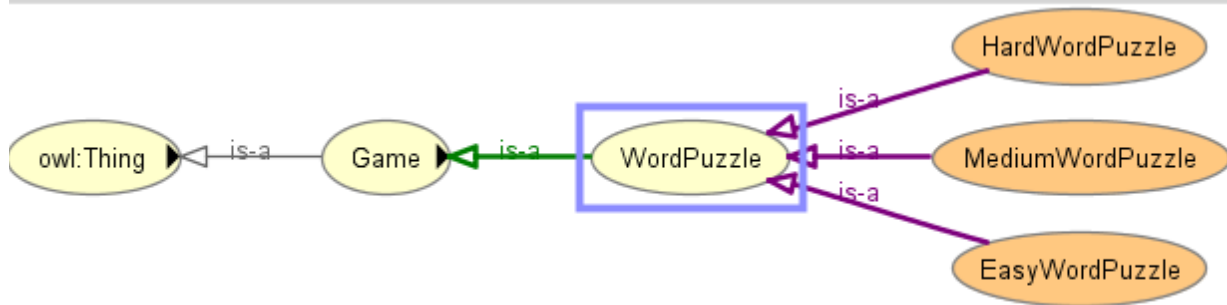 HardWordPuzzle
is-a
owl:Thing is-a Game is-a WordPuzzle is-a MediumWordPuzzle
is-a
EasyWordPuzzle